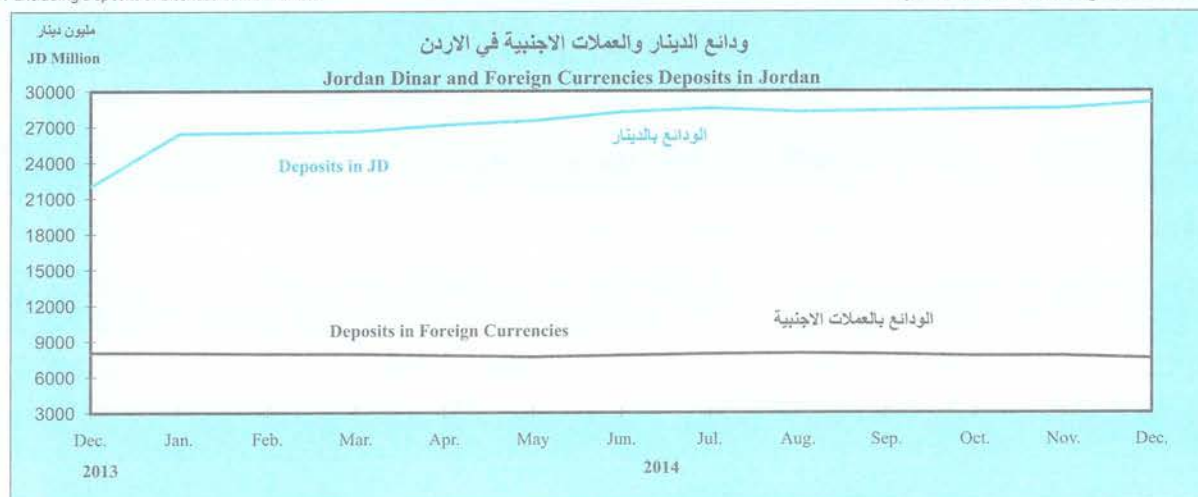 مليون دينار
JD Million
ودائع الدينار والعملات الاجنبية في الاردن
Jordan Dinar and Foreign Currencies Deposits in Jordan
30000
27000
24000
21000
18000
15000
12000
9000
6000
3000
الودائع بالدينار
Deposits in JD
الودائع بالعملات الاجنبية
Deposits in Foreign Currencies
Dec. Jan. Feb. Mar. Apr. May Jun. Jul. Aug. Sep. Oct. Nov. Dec.
2013 2014